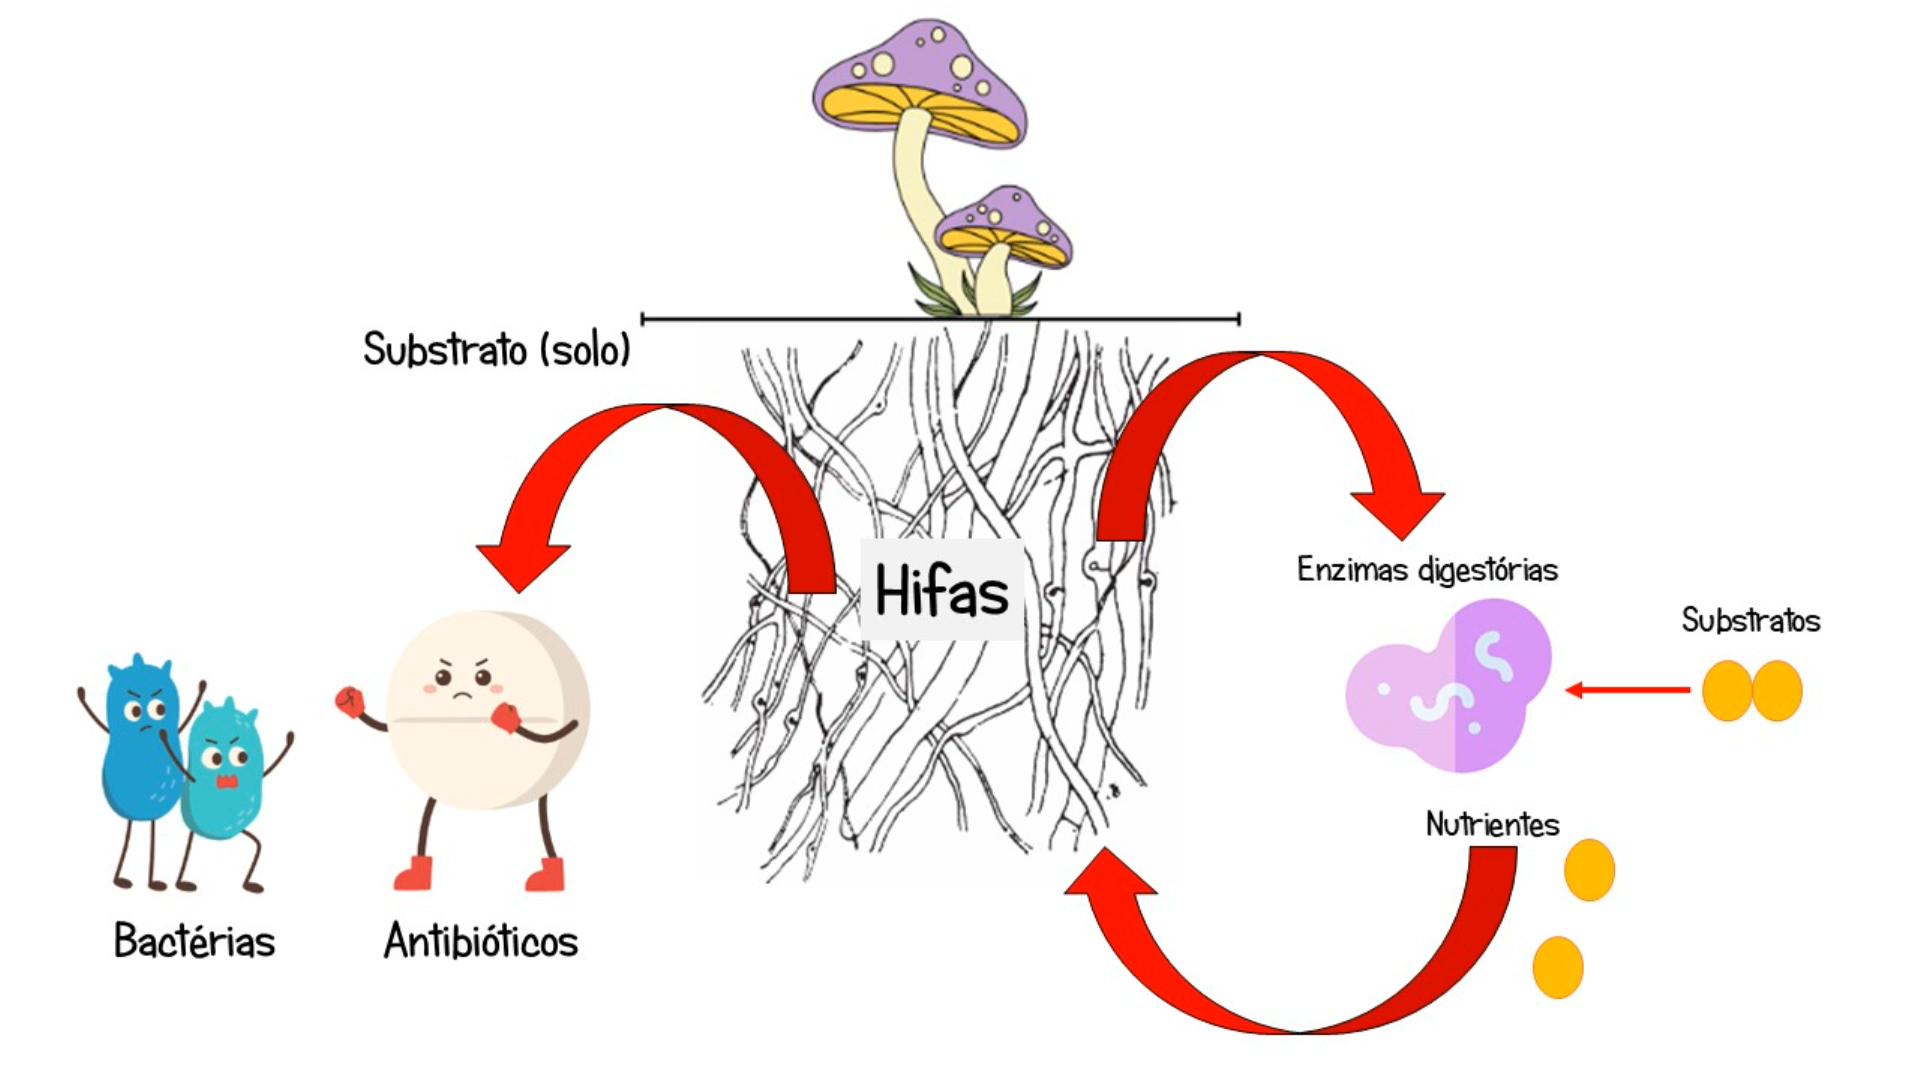 Substrato (solo)
Hifas
Enzimas digestórias
Substratos
Nutrientes
Bactérias
Antibióticos